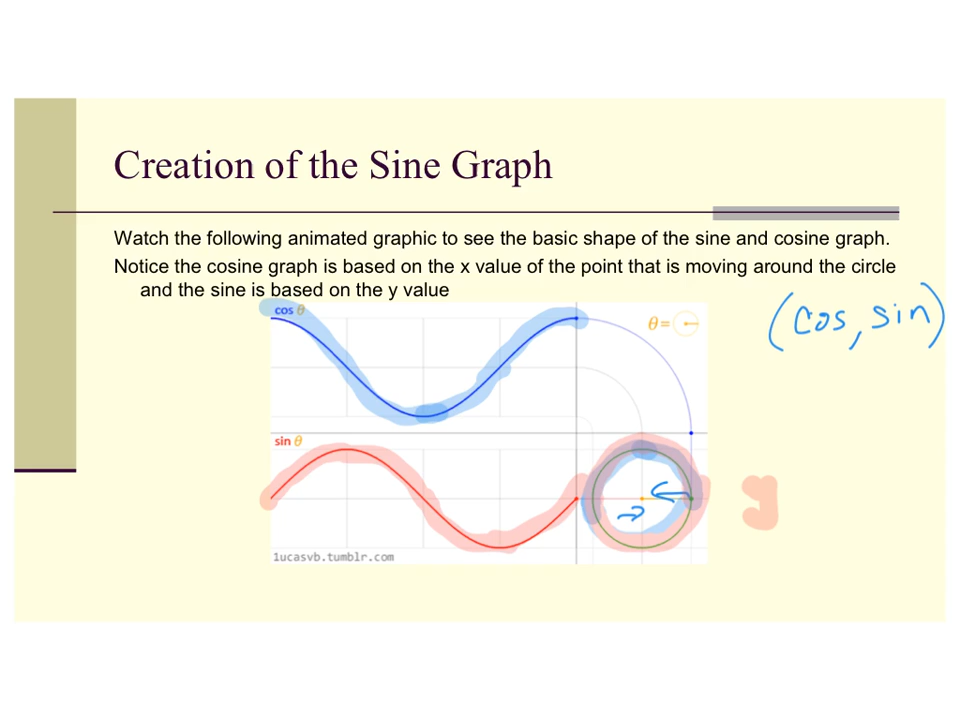 Creation of the Sine Graph
Watch the following animated graphic to see the basic shape of the sine and cosine graph.
Notice the cosine graph is based on the x value of the point that is moving around the circle
and the sine is based on the y value
(cos, sin)
cos θ
θ =
sin θ
y
1ucasvb.tumblr.com